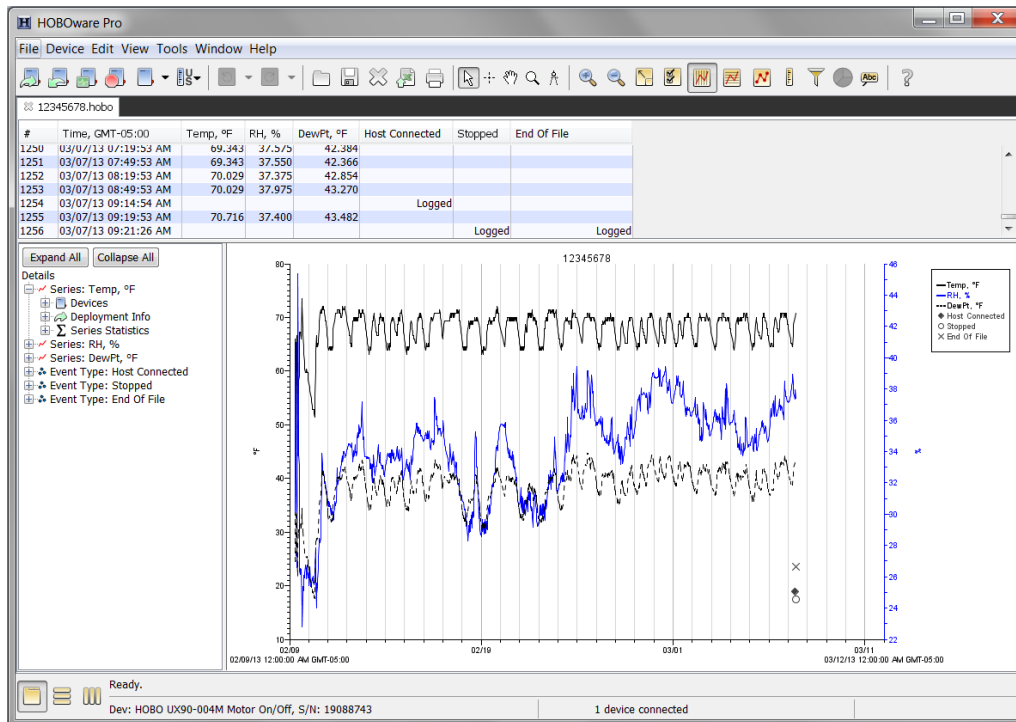 HOBOware Pro
File Device Edit View Tools Window Help
Abc
12345678.hobo
# Time, GMT-05:00 Temp, °F RH, % DewPt, °F Host Connected Stopped End Of File
1250 03/07/13 07:19:53 AM 69.343 37.575 42.384
1251 03/07/13 07:49:53 AM 69.343 37.550 42.366
1252 03/07/13 08:19:53 AM 70.029 37.375 42.854
1253 03/07/13 08:49:53 AM 70.029 37.975 43.270
1254 03/07/13 09:14:54 AM Logged
1255 03/07/13 09:19:53 AM 70.716 37.400 43.482
1256 03/07/13 09:21:26 AM Logged Logged
Expand All Collapse All
Details
Series: Temp, °F
Devices
Deployment Info
Σ Series Statistics
Series: RH, %
Series: DewPt, °F
Event Type: Host Connected
Event Type: Stopped
Event Type: End Of File
12345678
80
70
60
50
40
30
20
10
°F
46
44
42
40
38
36
34
32
30
28
26
24
22
%
02/09 02/19 03/01 03/11
02/09/13 12:00:00 AM GMT-05:00 03/12/13 12:00:00 AM GMT-05:00
Temp, °F
RH, %
DewPt, °F
Host Connected
Stopped
End Of File
Ready.
Dev: HOBO UX90-004M Motor On/Off, S/N: 19088743 1 device connected